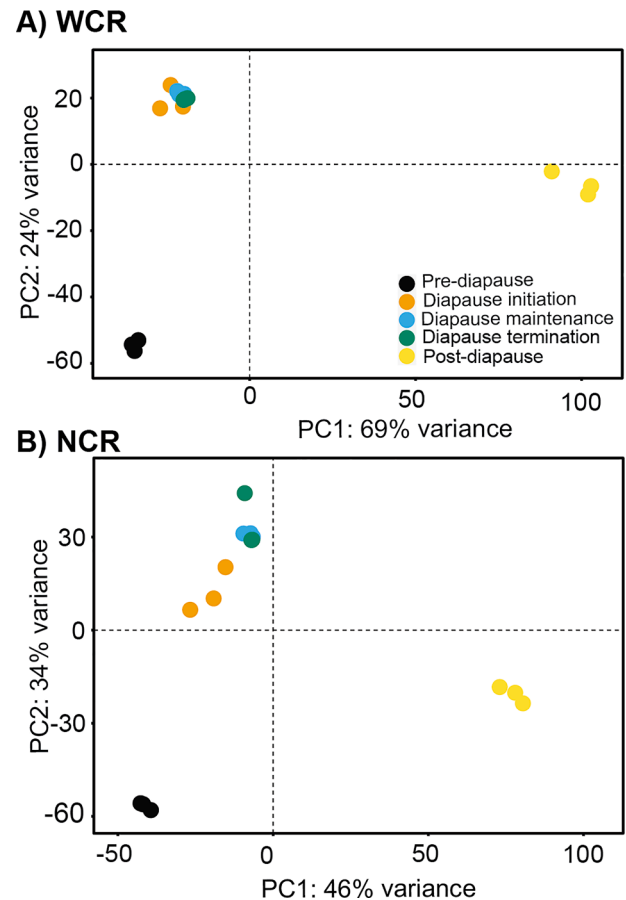 A) WCR
20
0
-20
-40
-60
PC2: 24% variance
Pre-diapause
Diapause initiation
Diapause maintenance
Diapause termination
Post-diapause
0
50
100
PC1: 69% variance
B) NCR
30
0
-30
-60
PC2: 34% variance
-50
0
50
100
PC1: 46% variance